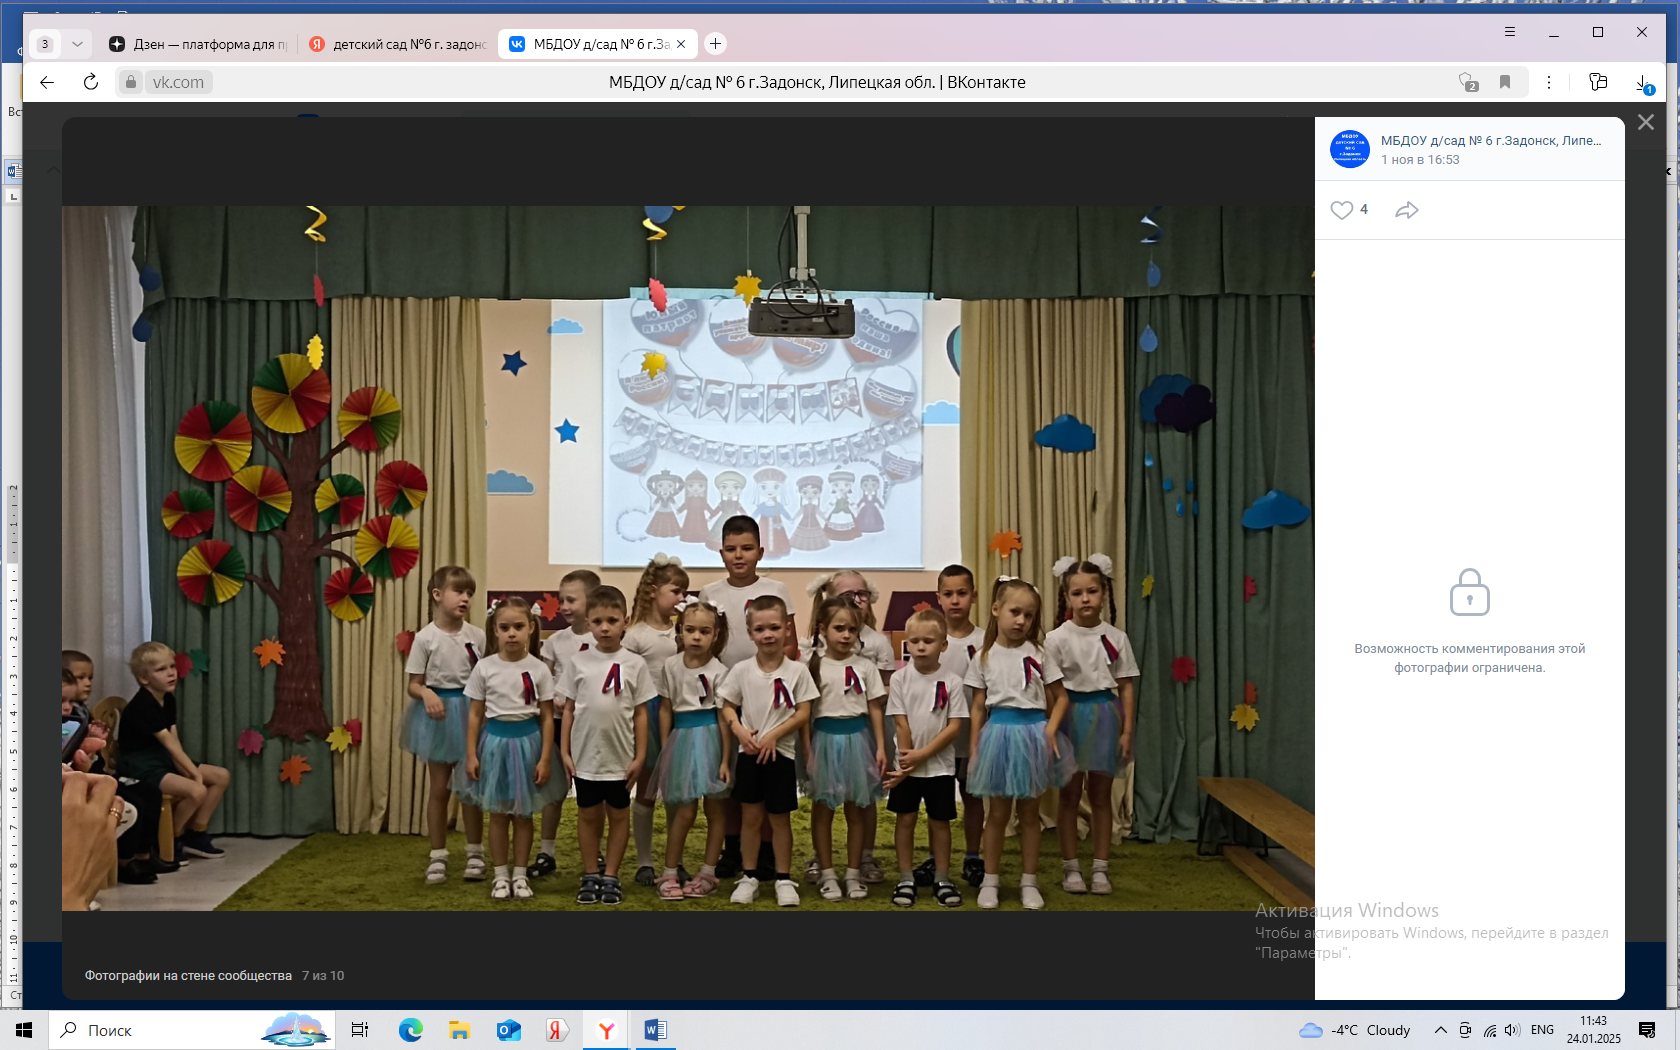 3
Дзен — платформа для п
детский сад №6 г. задонс
МБДОУ д/сад № 6 г.За
vk.com
МБДОУ д/сад № 6 г.Задонск, Липецкая обл. | ВКонтакте
2
1
МБДОУ д/сад № 6 г.Задонск, Липе...
1 ноя в 16:53
4
Возможность комментирования этой
фотографии ограничена.
Активация Windows
Чтобы активировать Windows, перейдите в раздел
"Параметры".
Фотографии на стене сообщества 7 из 10
Поиск
-4°C Cloudy
ENG
11:43
24.01.2025